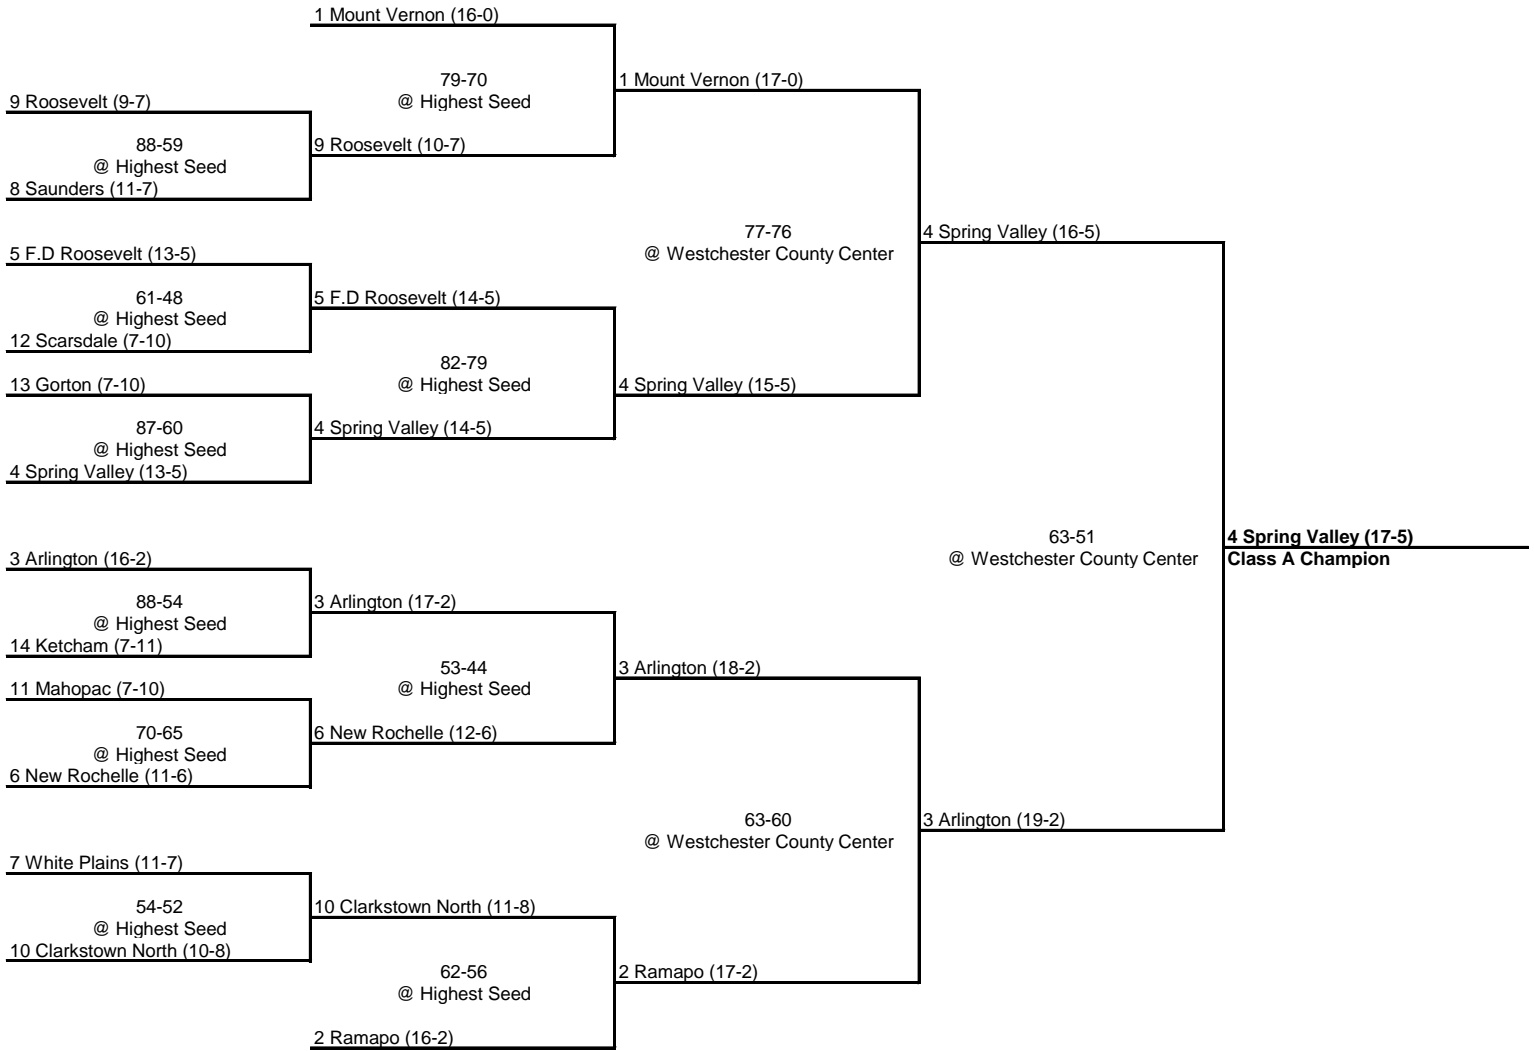 1 Mount Vernon (16-0)
79-70
@ Highest Seed
1 Mount Vernon (17-0)
9 Roosevelt (9-7)
88-59
@ Highest Seed
9 Roosevelt (10-7)
8 Saunders (11-7)
77-76
@ Westchester County Center
4 Spring Valley (16-5)
5 F.D Roosevelt (13-5)
61-48
@ Highest Seed
5 F.D Roosevelt (14-5)
12 Scarsdale (7-10)
82-79
@ Highest Seed
4 Spring Valley (15-5)
13 Gorton (7-10)
87-60
@ Highest Seed
4 Spring Valley (14-5)
4 Spring Valley (13-5)
63-51
@ Westchester County Center
4 Spring Valley (17-5)
Class A Champion
3 Arlington (16-2)
88-54
@ Highest Seed
3 Arlington (17-2)
14 Ketcham (7-11)
53-44
@ Highest Seed
3 Arlington (18-2)
11 Mahopac (7-10)
70-65
@ Highest Seed
6 New Rochelle (12-6)
6 New Rochelle (11-6)
63-60
@ Westchester County Center
3 Arlington (19-2)
7 White Plains (11-7)
54-52
@ Highest Seed
10 Clarkstown North (11-8)
10 Clarkstown North (10-8)
62-56
@ Highest Seed
2 Ramapo (17-2)
2 Ramapo (16-2)